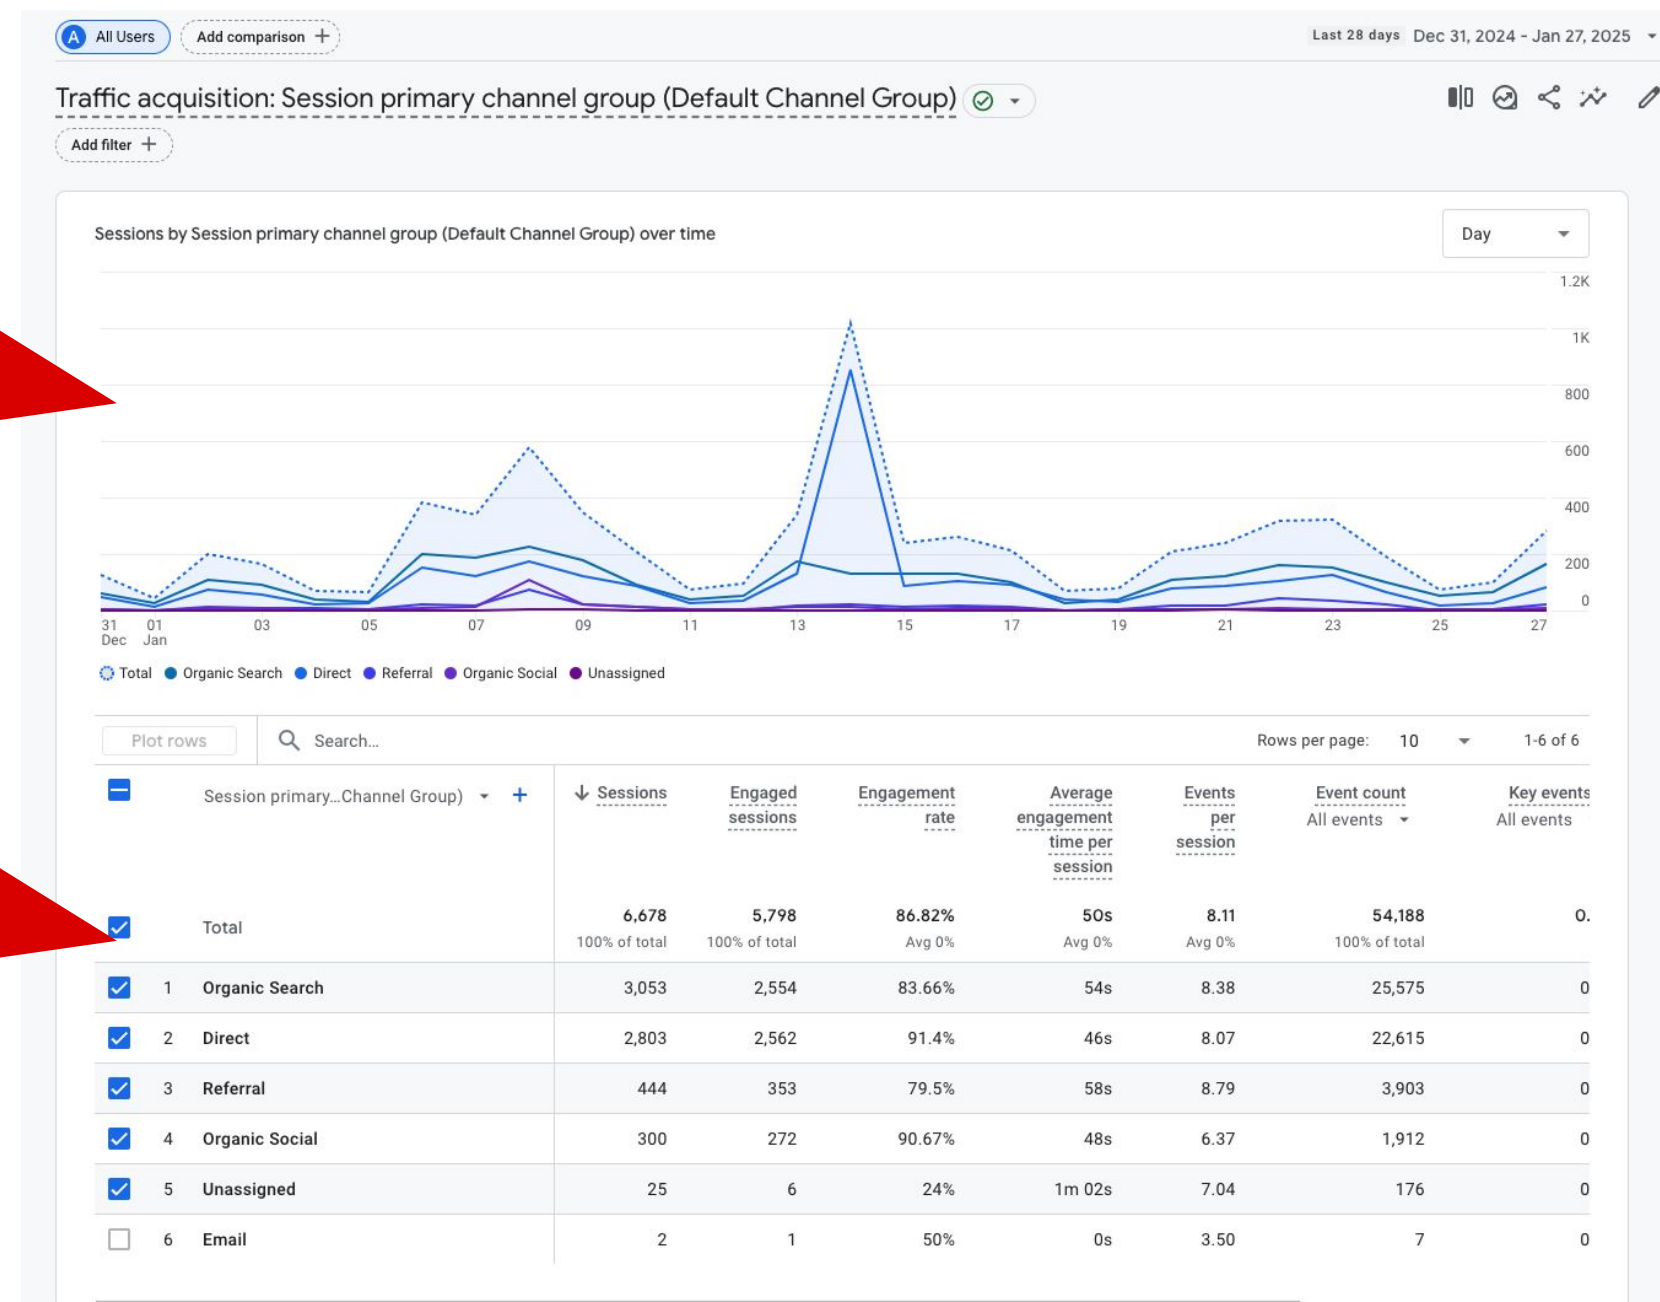 A All Users Add comparison + Last 28 days Dec 31, 2024 - Jan 27, 2025
Traffic acquisition: Session primary channel group (Default Channel Group)
Add filter +
Sessions by Session primary channel group (Default Channel Group) over time Day
1.2K
1K
800
600
400
200
0
31 01 03 05 07 09 11 13 15 17 19 21 23 25 27
Dec Jan
Total Organic Search Direct Referral Organic Social Unassigned
Plot rows Search... Rows per page: 10 1-6 of 6
Session primary...Channel Group) + ↓ Sessions Engaged Engagement Average Events Event count Key events
sessions rate engagement per All events All events
time per session
session
Total 6,678 5,798 86.82% 50s 8.11 54,188 0.
100% of total 100% of total Avg 0% Avg 0% Avg 0% 100% of total
1 Organic Search 3,053 2,554 83.66% 54s 8.38 25,575 0
2 Direct 2,803 2,562 91.4% 46s 8.07 22,615 0
3 Referral 444 353 79.5% 58s 8.79 3,903 0
4 Organic Social 300 272 90.67% 48s 6.37 1,912 0
5 Unassigned 25 6 24% 1m 02s 7.04 176 0
6 Email 2 1 50% 0s 3.50 7 0